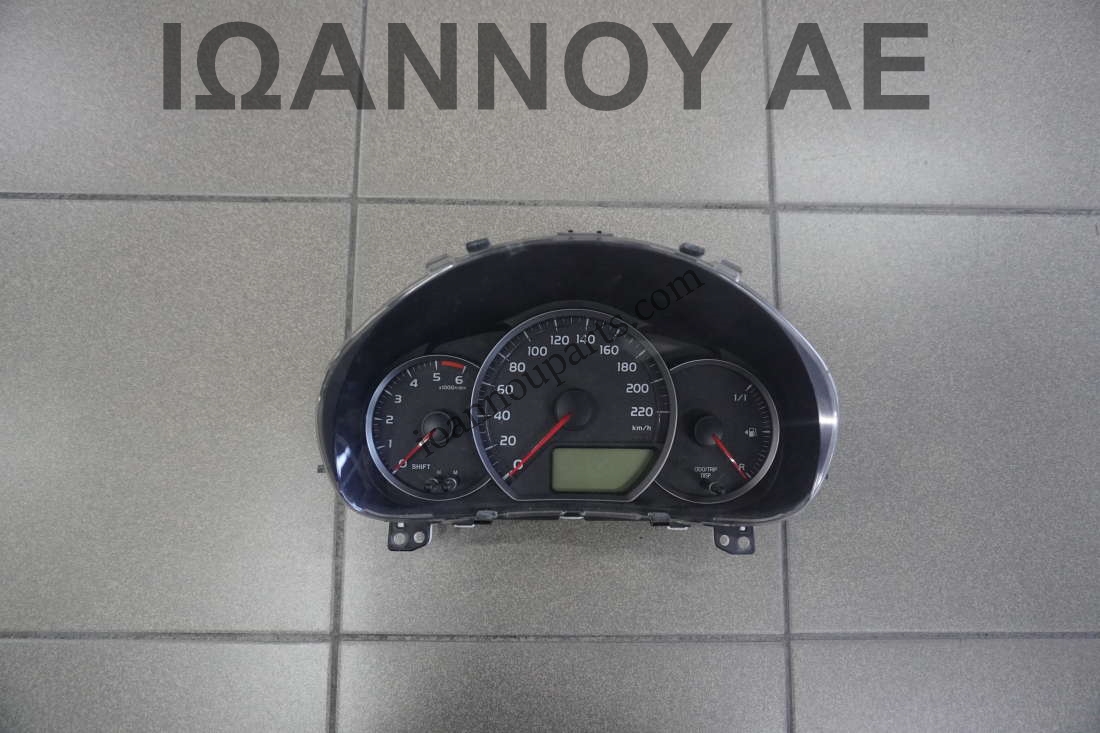 ΙΩΑΝΝΟΥ ΑΕ
ioannouparts.com
0
1
2
3
4
5
6
x1000r/min
SHIFT
H M
0
20
40
60
80
100
120
140
160
180
200
220
km/h
1/1
R
ODO/TRIP
DISP